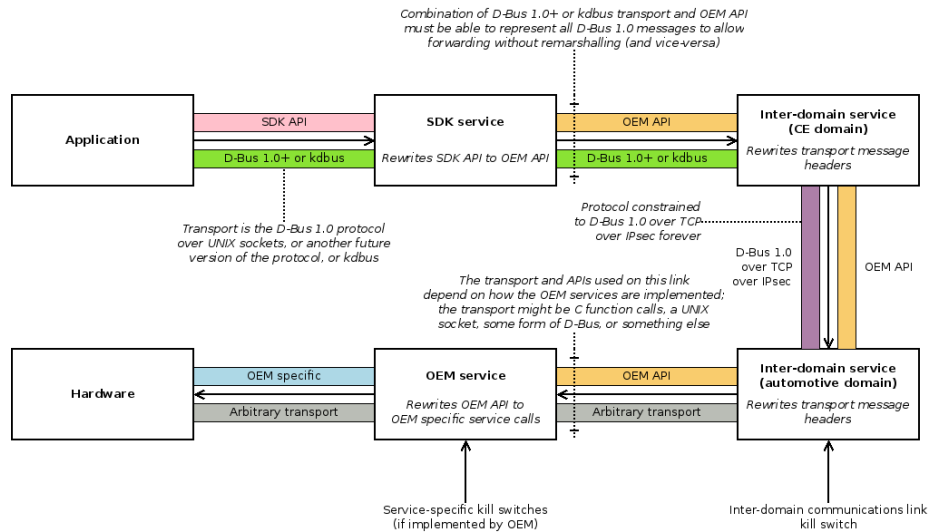 Combination of D-Bus 1.0+ or kdbus transport and OEM API
must be able to represent all D-Bus 1.0 messages to allow
forwarding without remarshalling (and vice-versa)
Application
SDK API
D-Bus 1.0+ or kdbus
SDK service
Rewrites SDK API to OEM API
OEM API
D-Bus 1.0+ or kdbus
Inter-domain service
(CE domain)
Rewrites transport message
headers
Transport is the D-Bus 1.0 protocol
over UNIX sockets, or another future
version of the protocol, or kdbus
Protocol constrained
to D-Bus 1.0 over TCP
over IPsec forever
D-Bus 1.0
over TCP
over IPsec
OEM API
The transport and APIs used on this link
depend on how the OEM services are implemented;
the transport might be C function calls, a UNIX
socket, some form of D-Bus, or something else
Hardware
OEM specific
Arbitrary transport
OEM service
Rewrites OEM API to
OEM specific service calls
OEM API
Arbitrary transport
Inter-domain service
(automotive domain)
Rewrites transport message
headers
Service-specific kill switches
(if implemented by OEM)
Inter-domain communications link
kill switch